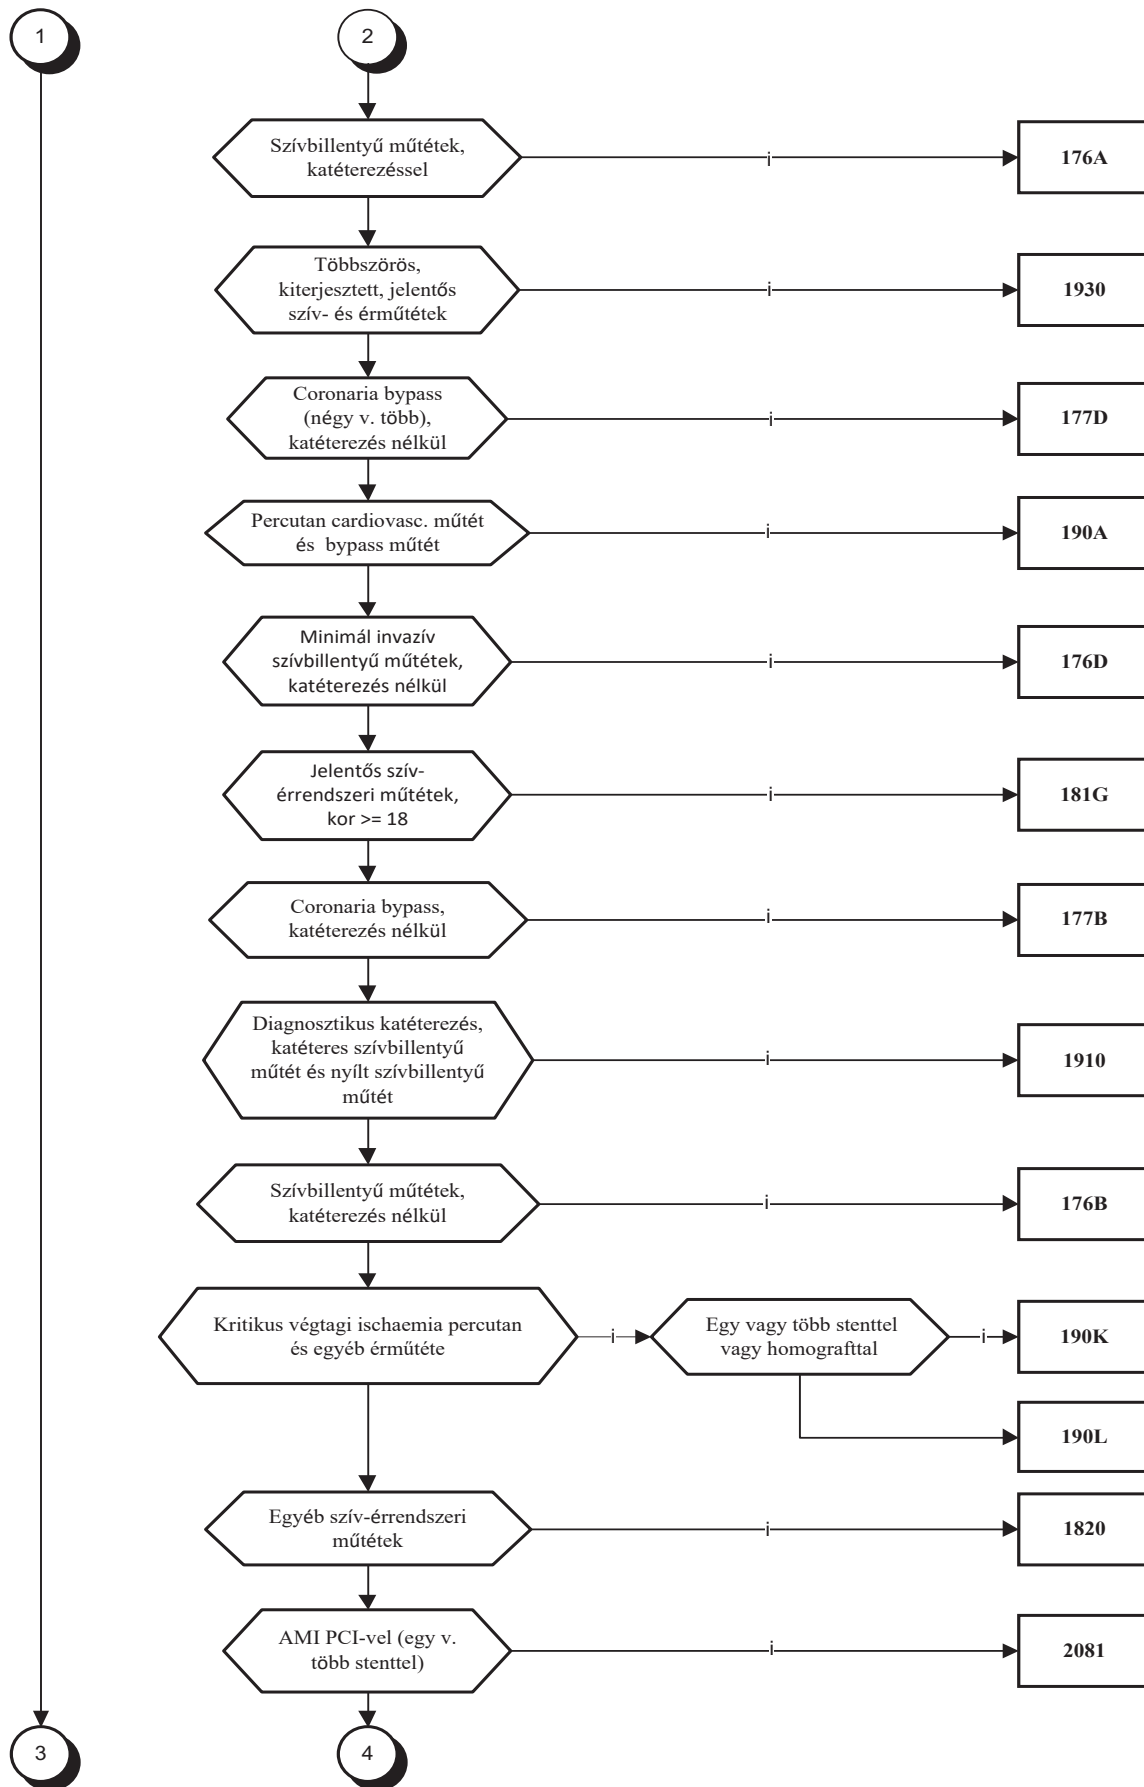 1
2
Szívbillentyű műtétek,
katéterezéssel
i
176A
Többszörös,
kiterjesztett, jelentős
szív- és érműtétek
i
1930
Coronaria bypass
(négy v. több),
katéterezés nélkül
i
177D
Percutan cardiovasc. műtét
és bypass műtét
i
190A
Minimál invazív
szívbillentyű műtétek,
katéterezés nélkül
i
176D
Jelentős szív-
érrendszeri műtétek,
kor >= 18
i
181G
Coronaria bypass,
katéterezés nélkül
i
177B
Diagnosztikus katéterezés,
katéteres szívbillentyű
műtét és nyílt szívbillentyű
műtét
i
1910
Szívbillentyű műtétek,
katéterezés nélkül
i
176B
Kritikus végtagi ischaemia percutan
és egyéb érműtéte
i
Egy vagy több stenttel
vagy homografttal
i
190K
190L
Egyéb szív-érrendszeri
műtétek
i
1820
AMI PCI-vel (egy v.
több stenttel)
i
2081
3
4